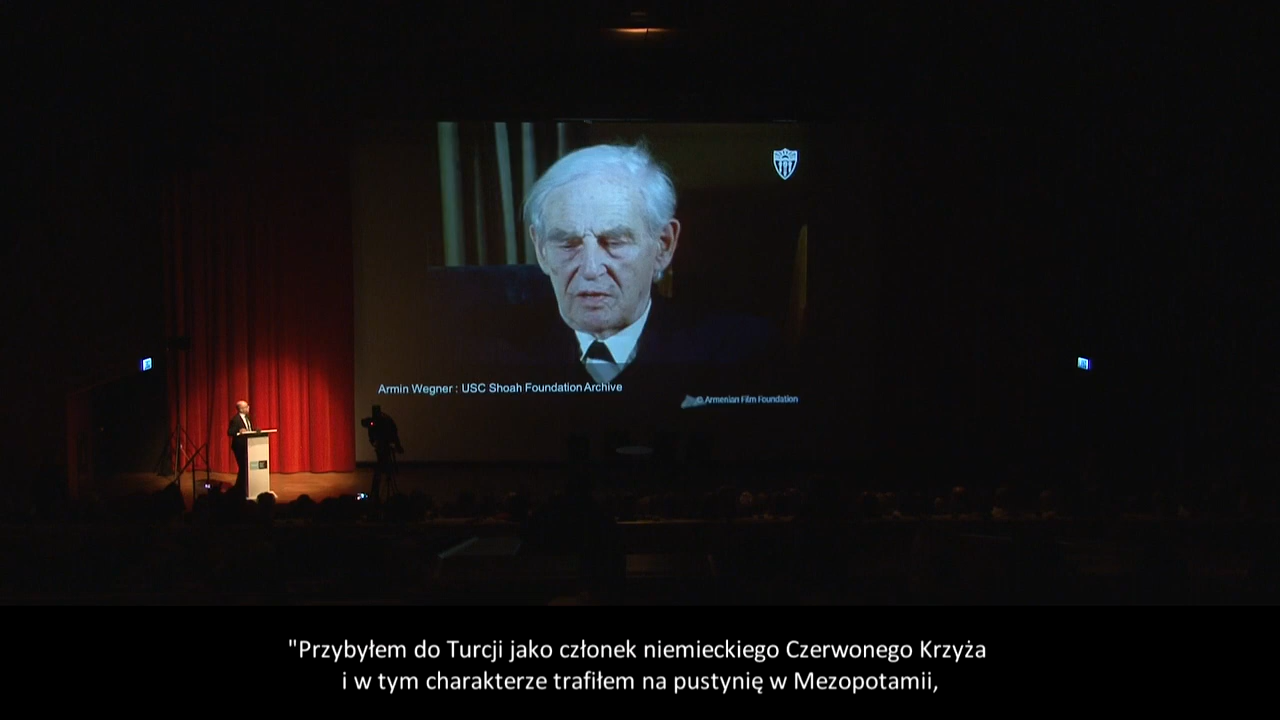 Armin Wegner : USC Shoah Foundation Archive
© Armenian Film Foundation
"Przybyłem do Turcji jako członek niemieckiego Czerwonego Krzyża
i w tym charakterze trafiłem na pustynię w Mezopotamii,